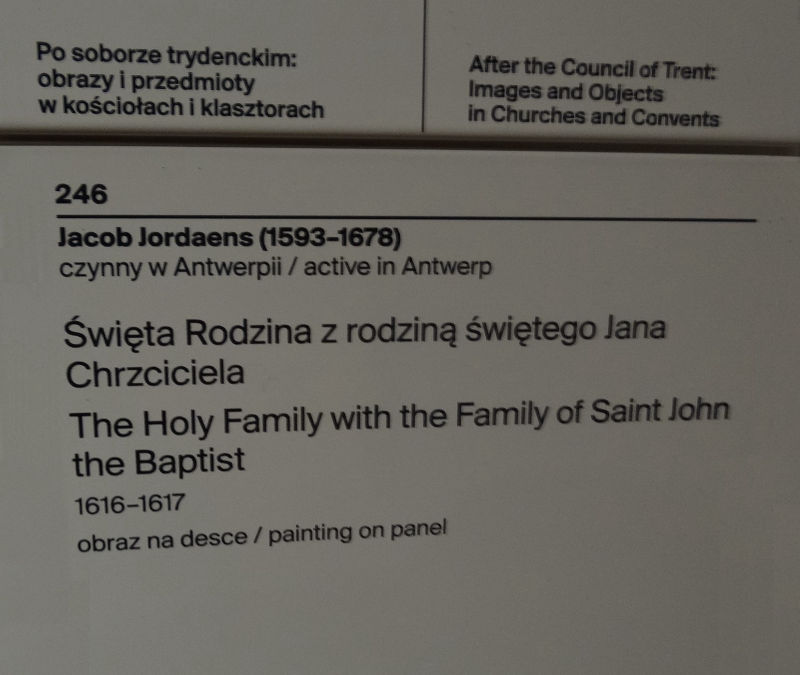 Po soborze trydenckim:
obrazy i przedmioty
w kościołach i klasztorach
After the Council of Trent:
Images and Objects
in Churches and Convents
246
Jacob Jordaens (1593–1678)
czynny w Antwerpii / active in Antwerp
Święta Rodzina z rodziną świętego Jana
Chrzciciela
The Holy Family with the Family of Saint John
the Baptist
1616–1617
obraz na desce / painting on panel